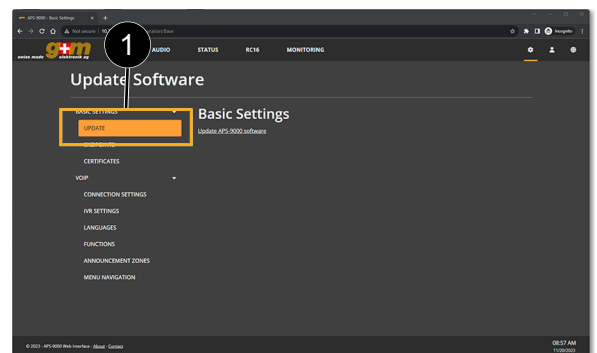 APS-9000 - Basic Settings
Not secure
Incognito
swiss made g+m elektronik ag
1
AUDIO STATUS RC16 MONITORING
Update Software
BASIC SETTINGS
UPDATE
CERTIFICATES
VOIP
CONNECTION SETTINGS
IVR SETTINGS
LANGUAGES
FUNCTIONS
ANNOUNCEMENT ZONES
MENU NAVIGATION
Basic Settings
Update APS-9000 software
© 2023 - APS-9000 Web Interface - About - Contact
08:57 AM
11/20/2023